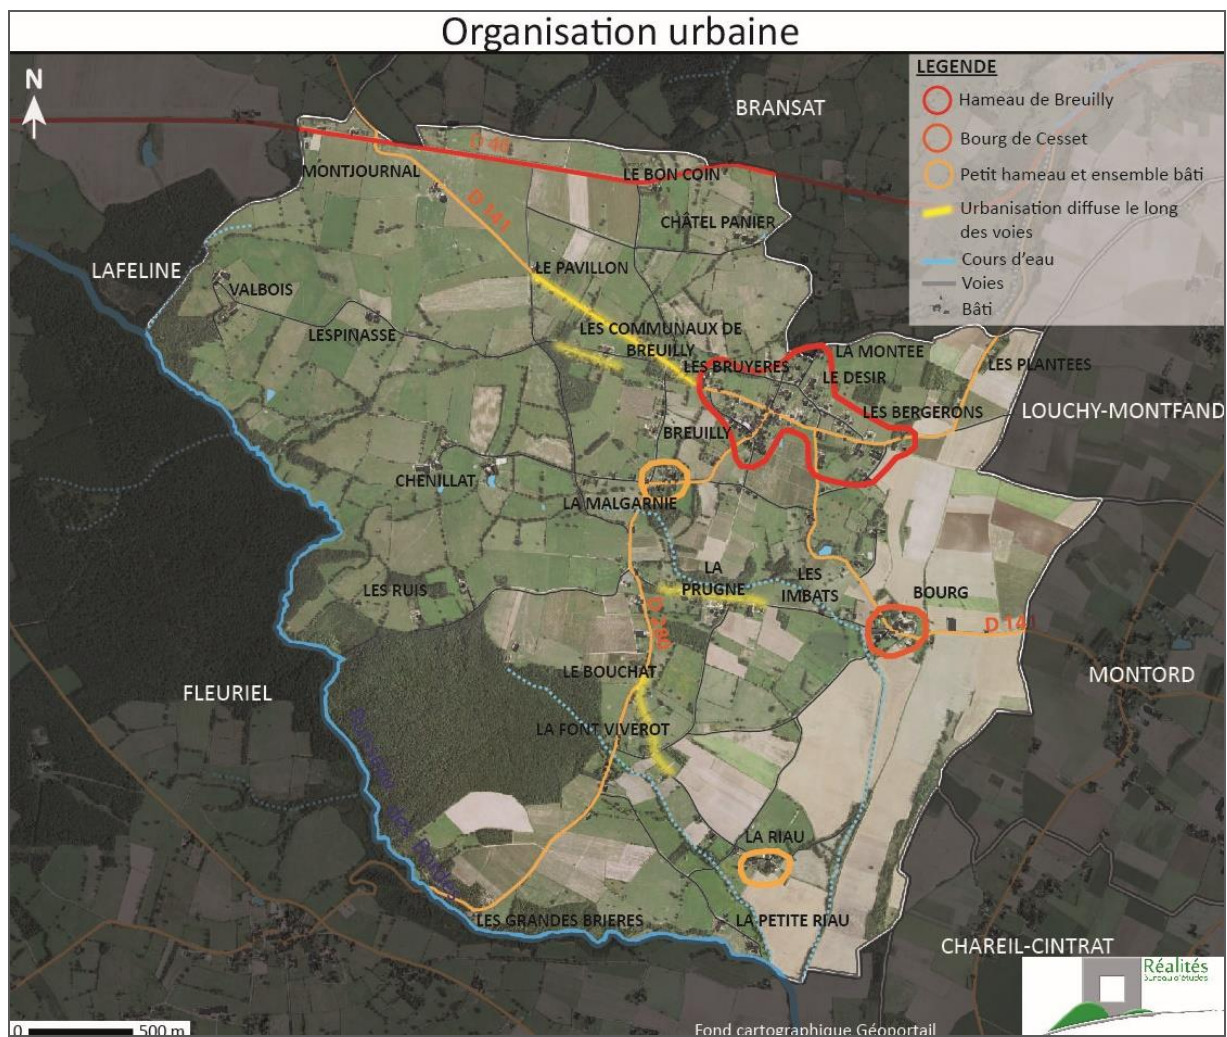 Organisation urbaine
N
BRANSAT
LEGENDE
Hameau de Breuilly
Bourg de Cesset
Petit hameau et ensemble bâti
Urbanisation diffuse le long
des voies
Cours d'eau
Voies
Bâti
D 46
MONTJOURNAL
LE BON COIN
D 141
CHÂTEL PANIER
LAFELINE
LE PAVILLON
VALBOIS
LESPINASSE
LES COMMUNAUX DE
BREUILLY
LES BRUYERES
LA MONTEE
LE DESIR
LES PLANTEES
LES BERGERONS
LOUCHY-MONTFAND
BREUILLY
CHENILLAT
LA MALGARNIE
LA
PRUGNE
LES
IMBATS
LES RUIS
BOURG
D 141
LE BOUCHAT
MONTORD
FLEURIEL
LA FONT VIVEROT
LA RIAU
LES GRANDES BRIERES
LA PETITE RIAU
CHAREIL-CINTRAT
Réalités
Bureau d'études
0 500 m
Fond cartographique Géoportail